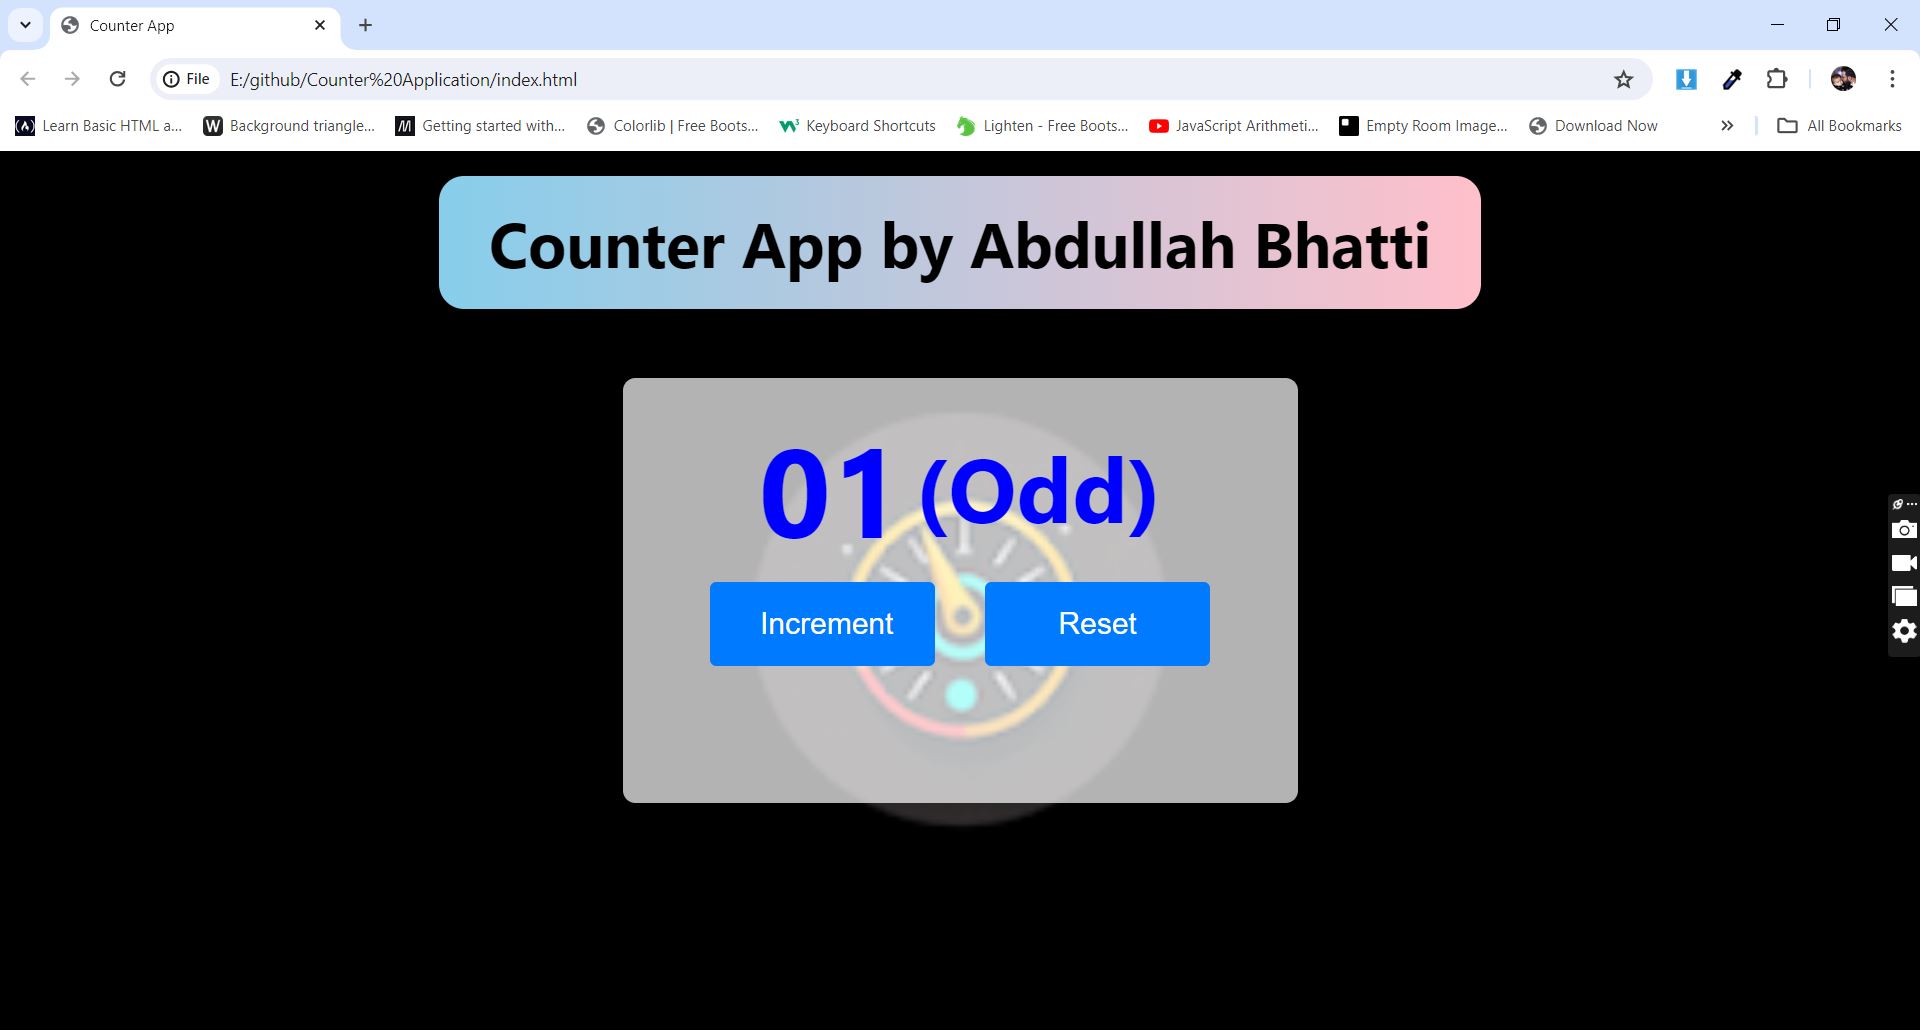 Counter App
File E:/github/Counter%20Application/index.html
Learn Basic HTML a... Background triangle... Getting started with... Colorlib | Free Boots... Keyboard Shortcuts Lighten - Free Boots... JavaScript Arithmeti... Empty Room Image... Download Now All Bookmarks
Counter App by Abdullah Bhatti
01 (Odd)
Increment Reset